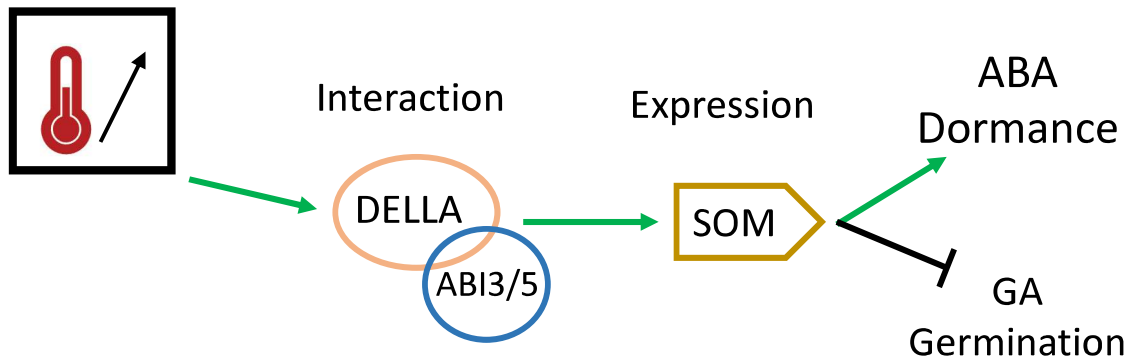 Interaction
DELLA
ABI3/5
Expression
SOM
ABA
Dormance
GA
Germination